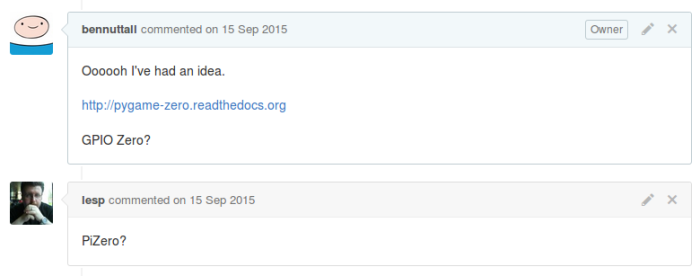 bennuttall commented on 15 Sep 2015 Owner
Oooooh I've had an idea.
http://pygame-zero.readthedocs.org
GPIO Zero?
lesp commented on 15 Sep 2015
PiZero?